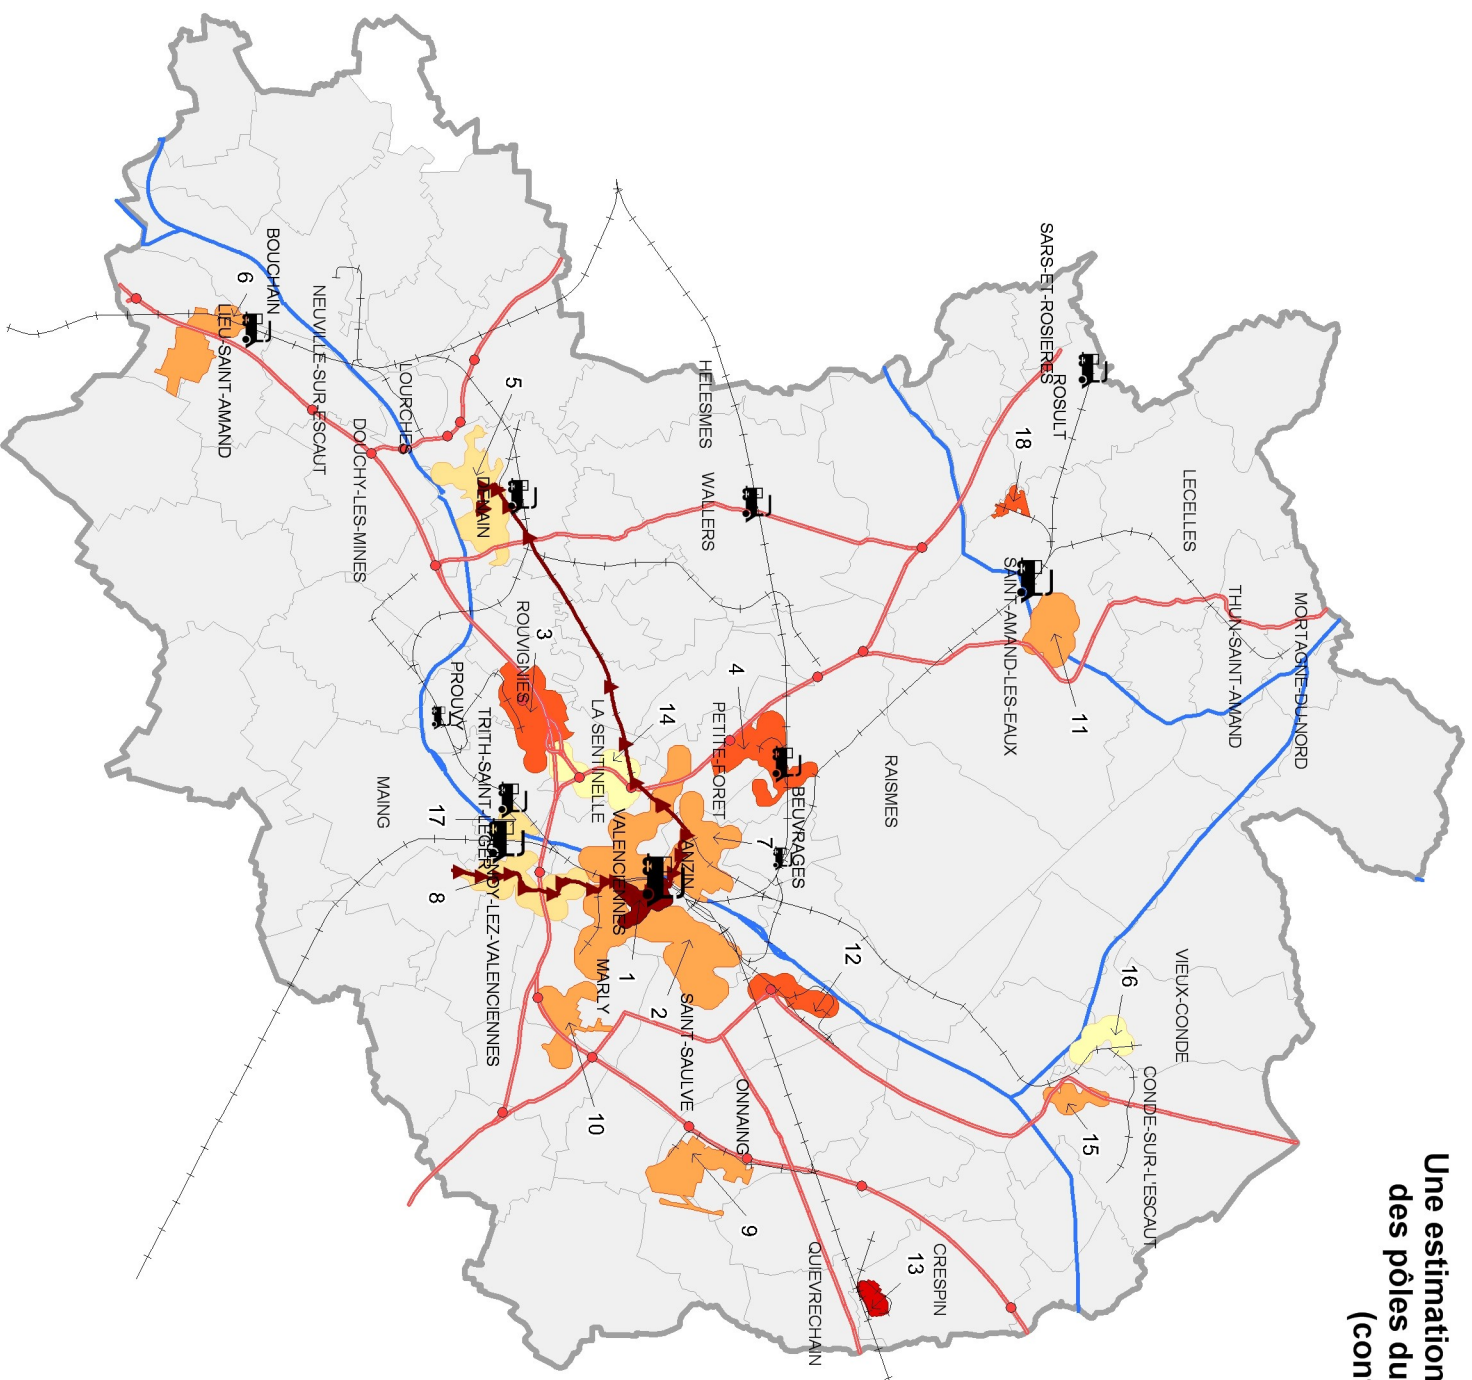 Une estimation
des pôles du
(con
MORTAGNE-DU-NORD
THUN-SAINT-AMAND
LECELLES
VIEUX-CONDE
CONDE-SUR-L'ESCAUT
16
15
11
ROSULT
SARS-ET-ROSIERES
18
SAINT-AMAND-LES-EAUX
CRESPIN
13
RAISMES
12
QUIEVRECHAIN
BEUVRAGES
7
4
9
ONNAING
PETITE-FORET
HELESMES
WALLERS
ANZIN
SAINT-SAULVE
14
2
1
VALENCIENNES
MARLY
LA SENTINELLE
10
3
ROUVIGNIES
5
DENAIN
TRITH-SAINT-LEGER
AULNOY-LEZ-VALENCIENNES
PROUVY
17
8
LOURCHES
MAING
DOUCHY-LES-MINES
NEUVILLE-SUR-ESCAUT
BOUCHAIN
6
LIEU-SAINT-AMAND